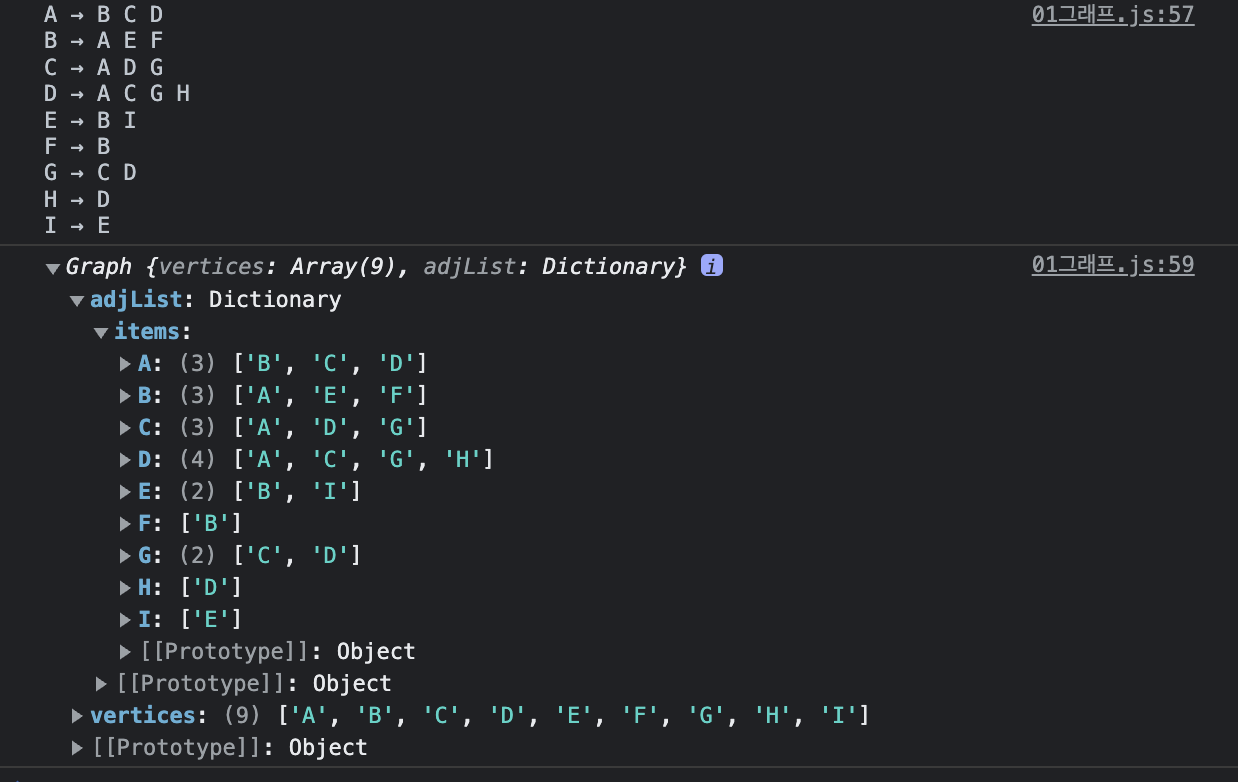 A → B C D 01그래프.js:57
B → A E F
C → A D G
D → A C G H
E → B I
F → B
G → C D
H → D
I → E
▼Graph {vertices: Array(9), adjList: Dictionary} i 01그래프.js:59
▼adjList: Dictionary
▼items:
▶A: (3) ['B', 'C', 'D']
▶B: (3) ['A', 'E', 'F']
▶C: (3) ['A', 'D', 'G']
▶D: (4) ['A', 'C', 'G', 'H']
▶E: (2) ['B', 'I']
▶F: ['B']
▶G: (2) ['C', 'D']
▶H: ['D']
▶I: ['E']
▶[[Prototype]]: Object
▶[[Prototype]]: Object
▶vertices: (9) ['A', 'B', 'C', 'D', 'E', 'F', 'G', 'H', 'I']
▶[[Prototype]]: Object